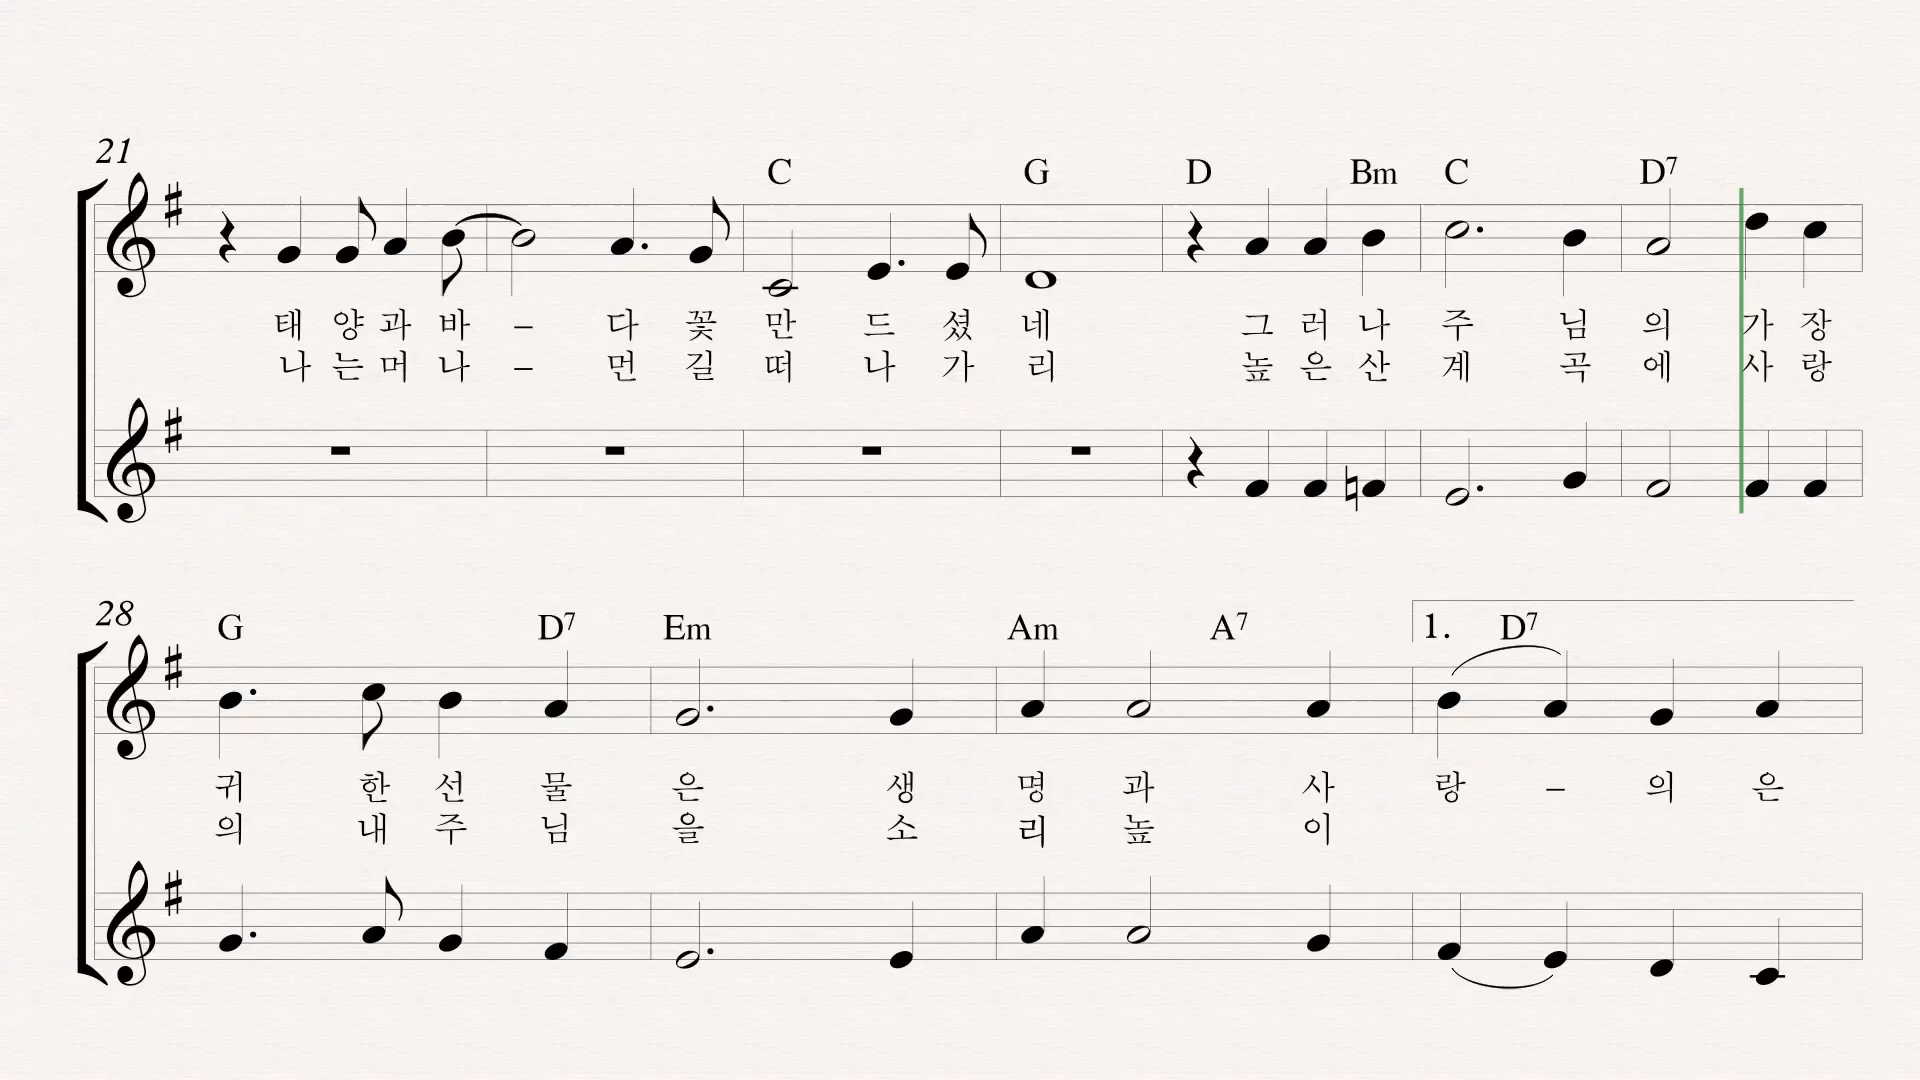 21
C G D Bm C D7
태 양 과 바 – 다 꽃 만 드 셨 네 그 러 나 주 님 의 가 장
나 는 머 나 – 먼 길 떠 나 가 리 높 은 산 계 곡 에 사 랑
28
G D7 Em Am A7 1. D7
귀 한 선 물 은 생 명 과 사 랑 – 의 은
의 내 주 님 을 소 리 높 이